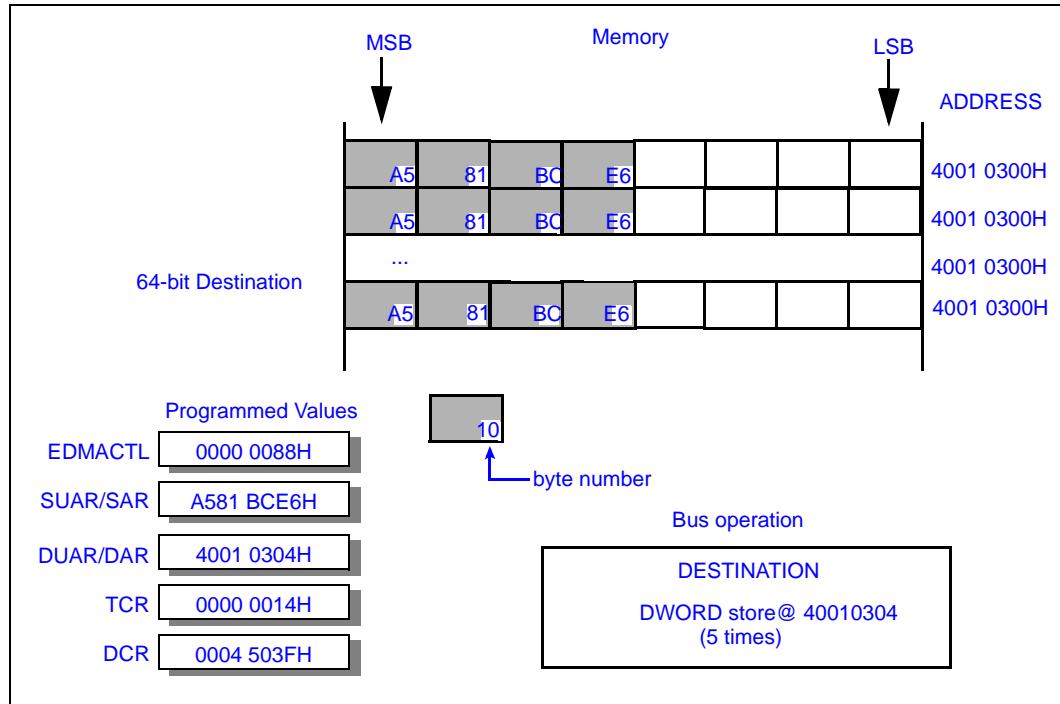 MSB Memory LSB
ADDRESS
A5 81 BC E6 4001 0300H
A5 81 BC E6 4001 0300H
... 4001 0300H
64-bit Destination
A5 81 BC E6 4001 0300H
Programmed Values
10
EDMACTL 0000 0088H
byte number
SUAR/SAR A581 BCE6H
Bus operation
DUAR/DAR 4001 0304H
DESTINATION
TCR 0000 0014H
DWORD store@ 40010304
(5 times)
DCR 0004 503FH